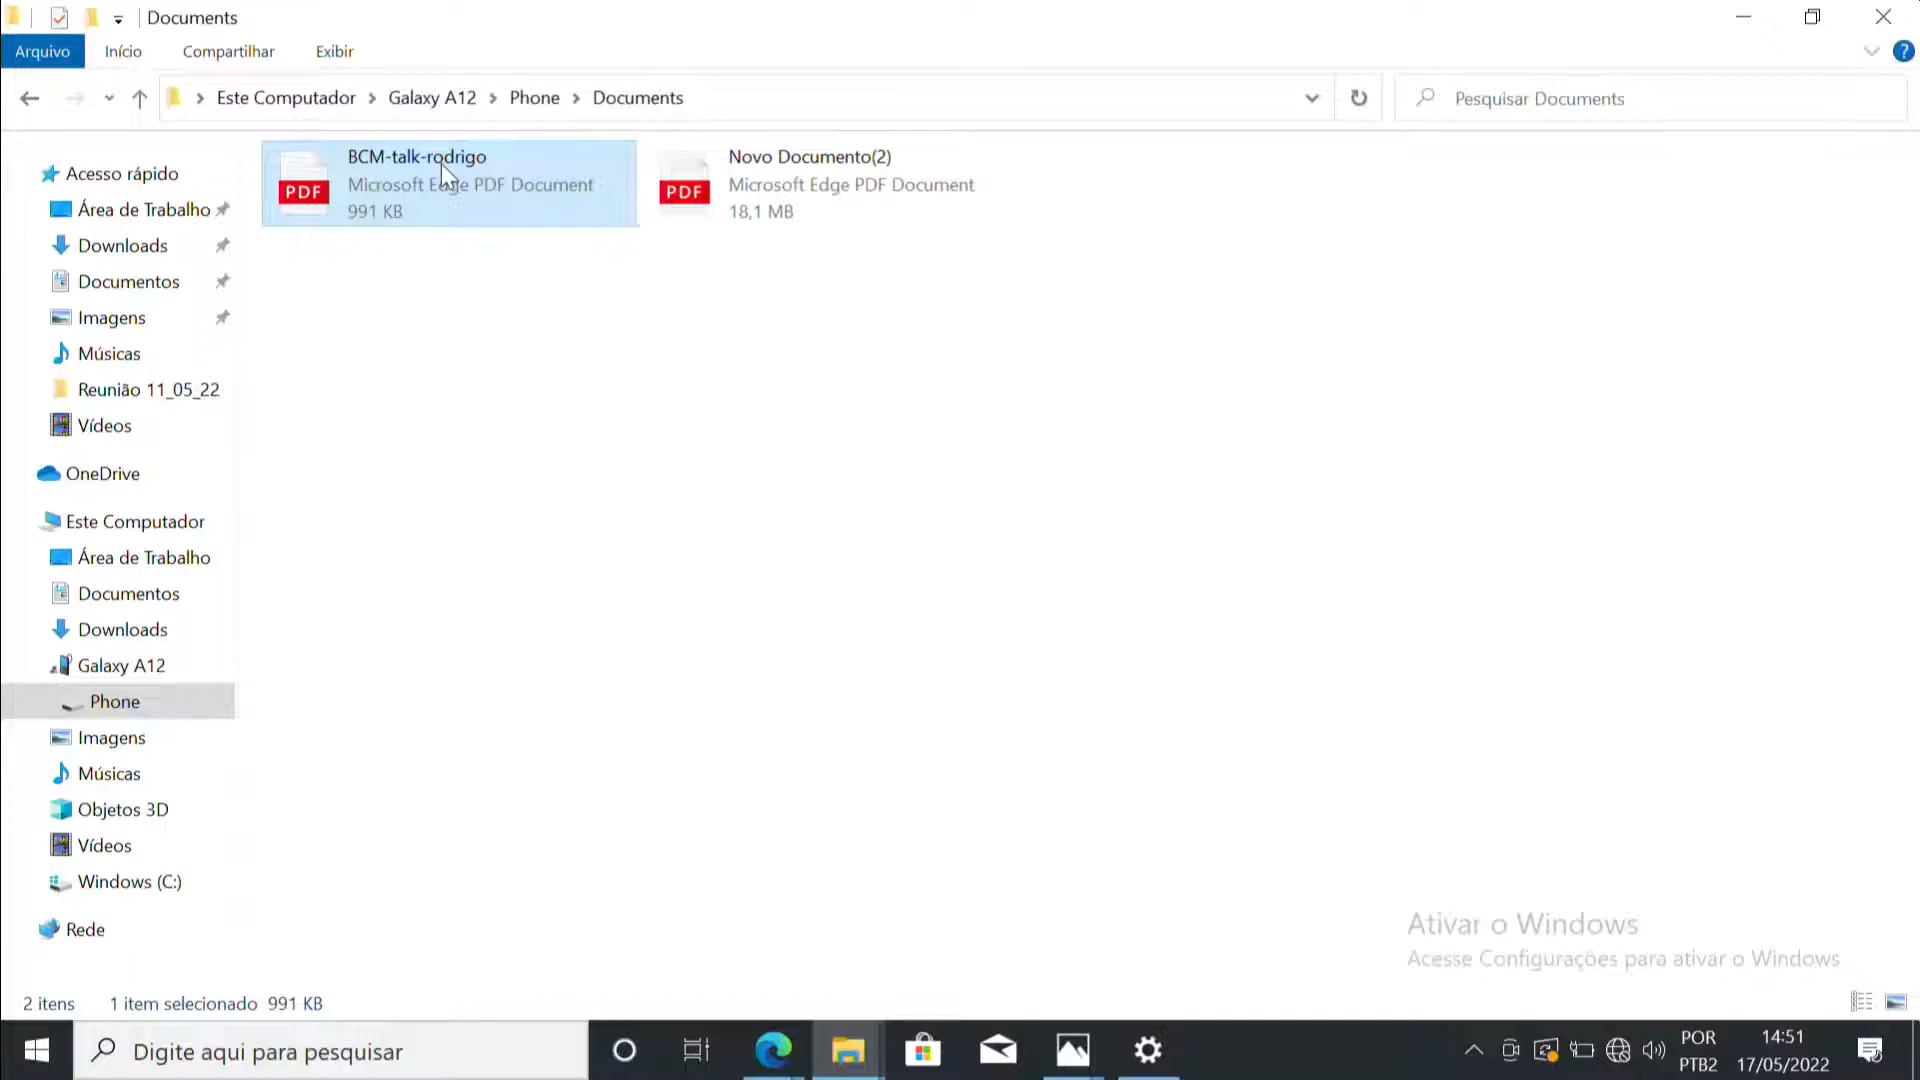 Documents
Arquivo Início Compartilhar Exibir
Este Computador Galaxy A12 Phone Documents
Pesquisar Documents
BCM-talk-rodrigo
Microsoft Edge PDF Document
991 KB
PDF
Novo Documento(2)
Microsoft Edge PDF Document
18,1 MB
PDF
Acesso rápido
Área de Trabalho
Downloads
Documentos
Imagens
Músicas
Reunião 11_05_22
Vídeos
OneDrive
Este Computador
Área de Trabalho
Documentos
Downloads
Galaxy A12
Phone
Imagens
Músicas
Objetos 3D
Vídeos
Windows (C:)
Rede
Ativar o Windows
Acesse Configurações para ativar o Windows
2 itens 1 item selecionado 991 KB
Digite aqui para pesquisar
POR
PTB2
14:51
17/05/2022